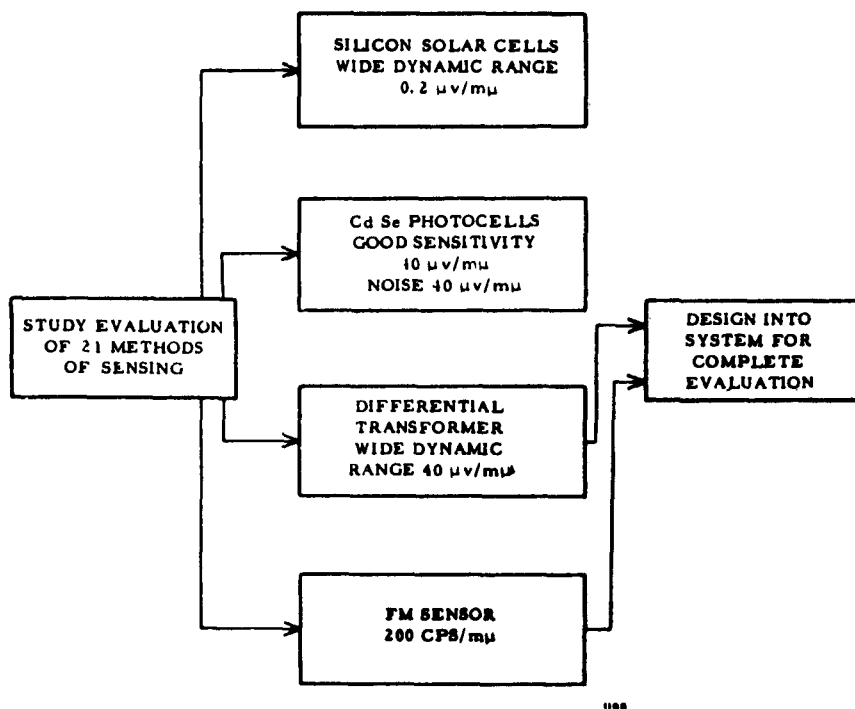 SILICON SOLAR CELLS
WIDE DYNAMIC RANGE
0.2 μv/mμ
Cd Se PHOTOCELLS
GOOD SENSITIVITY
40 μv/mμ
NOISE 40 μv/mμ
STUDY EVALUATION
OF 21 METHODS
OF SENSING
DESIGN INTO
SYSTEM FOR
COMPLETE
EVALUATION
DIFFERENTIAL
TRANSFORMER
WIDE DYNAMIC
RANGE 40 μv/mμ
FM SENSOR
200 CPS/mμ